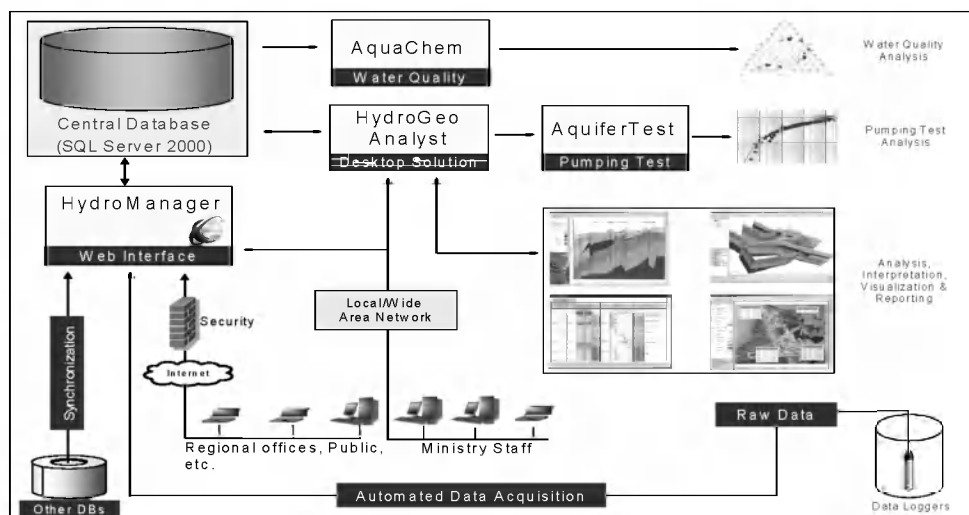 Central Database
(SQL Server 2000)
AquaChem
Water Quality
Water Quality
Analysis
HydroGeo
Analyst
Desktop Solution
AquiferTest
Pumping Test
Pumping Test
Analysis
HydroManager
Web Interface
Analysis,
Interpretation,
Visualization &
Reporting
Local/Wide
Area Network
Security
Internet
Synchronization
Regional offices, Public,
etc.
Ministry Staff
Raw Data
Automated Data Acquisition
Other DBs
Data Loggers